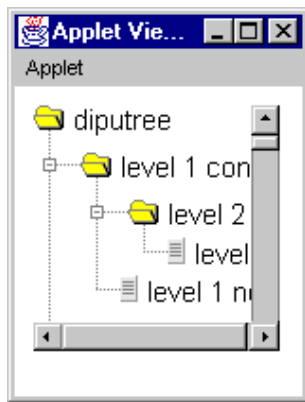 Applet Vie...
Applet
diputree
level 1 con
level 2
level
level 1 n